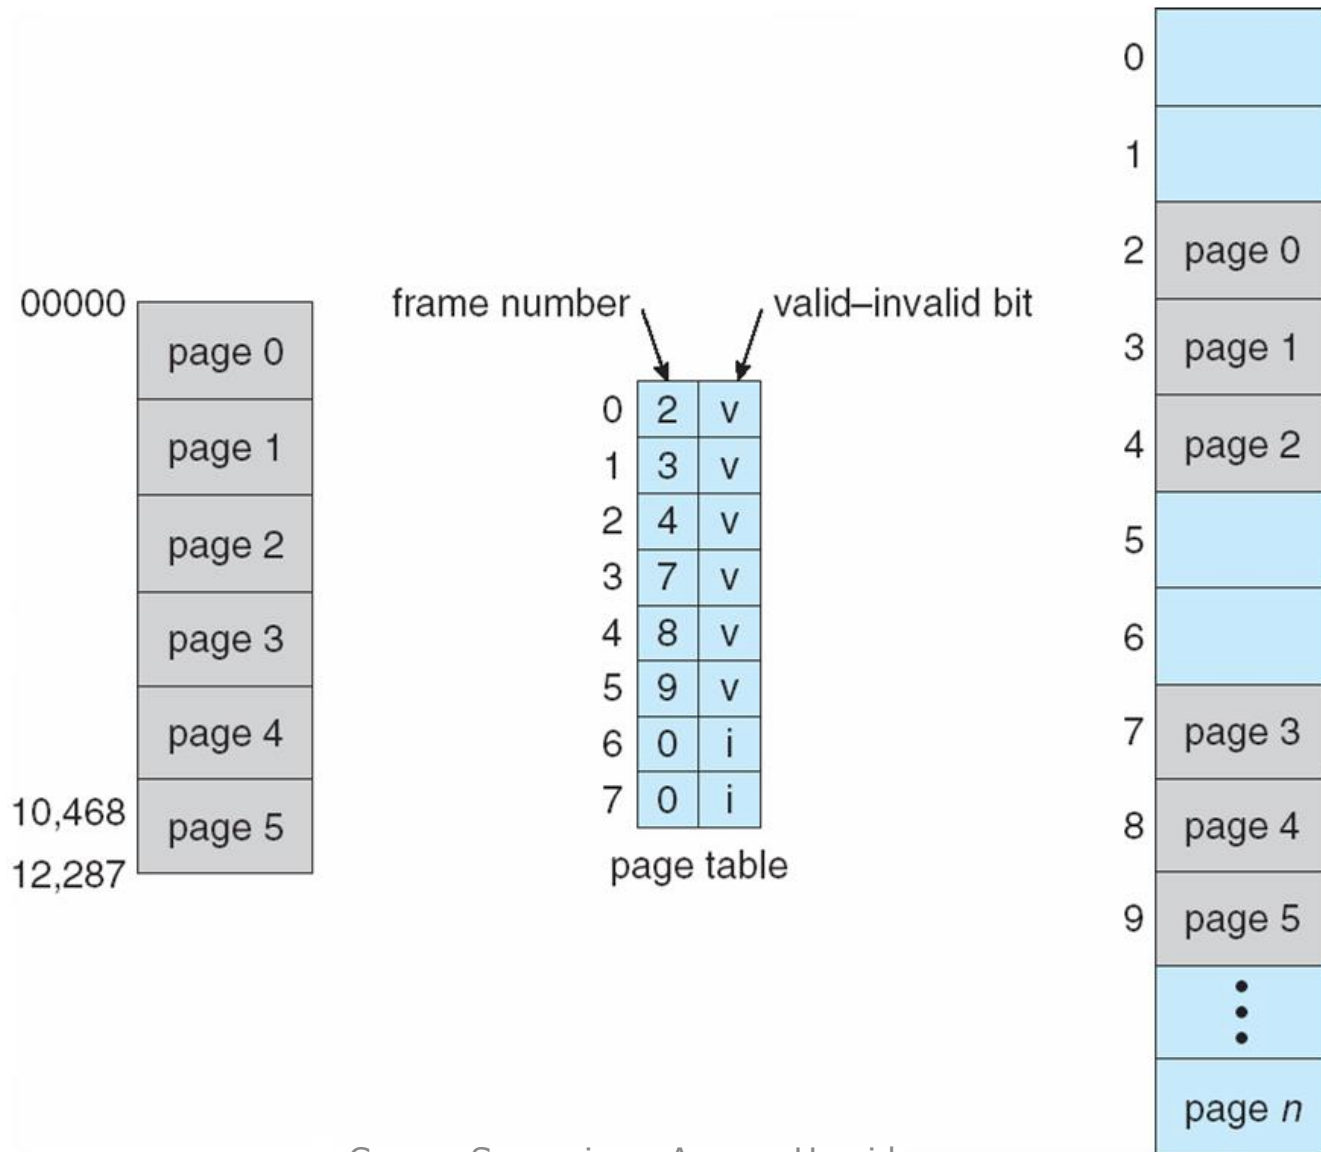 00000
page 0
page 1
page 2
page 3
page 4
10,468
page 5
12,287
frame number
valid–invalid bit
0 2 v
1 3 v
2 4 v
3 7 v
4 8 v
5 9 v
6 0 i
7 0 i
page table
0
1
2 page 0
3 page 1
4 page 2
5
6
7 page 3
8 page 4
9 page 5
page n